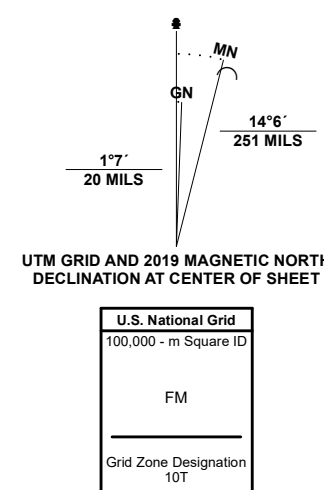 MN
GN
14°6´
251 MILS
1°7´
20 MILS
UTM GRID AND 2019 MAGNETIC NORTH
DECLINATION AT CENTER OF SHEET
U.S. National Grid
100,000 - m Square ID
FM
Grid Zone Designation
10T